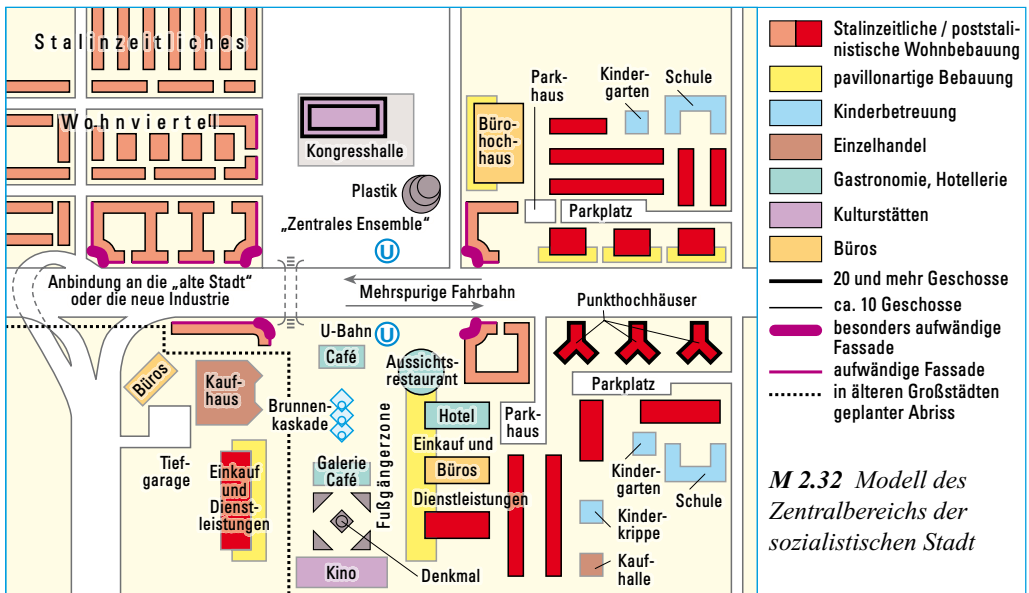 Stalinzeitliches
Wohnviertell
Kongresshalle
Plastik
„Zentrales Ensemble“
U
Anbindung an die „alte Stadt“
oder die neue Industrie
Mehrspurige Fahrbahn
Büro-
hoch-
haus
Park-
haus
Kinder-
garten
Schule
Parkplatz
Punkthochhäuser
U-Bahn
U
Café
Aussichts-
restaurant
Büros
Kauf-
haus
Brunnen-
kaskade
Fußgängerzone
Hotel
Einkauf und
Büros
Dienstleistungen
Park-
haus
Parkplatz
Tief-
garage
Einkauf
und
Dienst-
leistungen
Galerie
Café
Kino
Denkmal
Kinder-
garten
Schule
Kinder-
krippe
Kauf-
halle
Stalinzeitliche / poststali-
nistische Wohnbebauung
pavillonartige Bebauung
Kinderbetreuung
Einzelhandel
Gastronomie, Hotellerie
Kulturstätten
Büros
20 und mehr Geschosse
ca. 10 Geschosse
besonders aufwändige
Fassade
aufwändige Fassade
in älteren Großstädten
geplanter Abriss
M 2.32 Modell des
Zentralbereichs der
sozialistischen Stadt